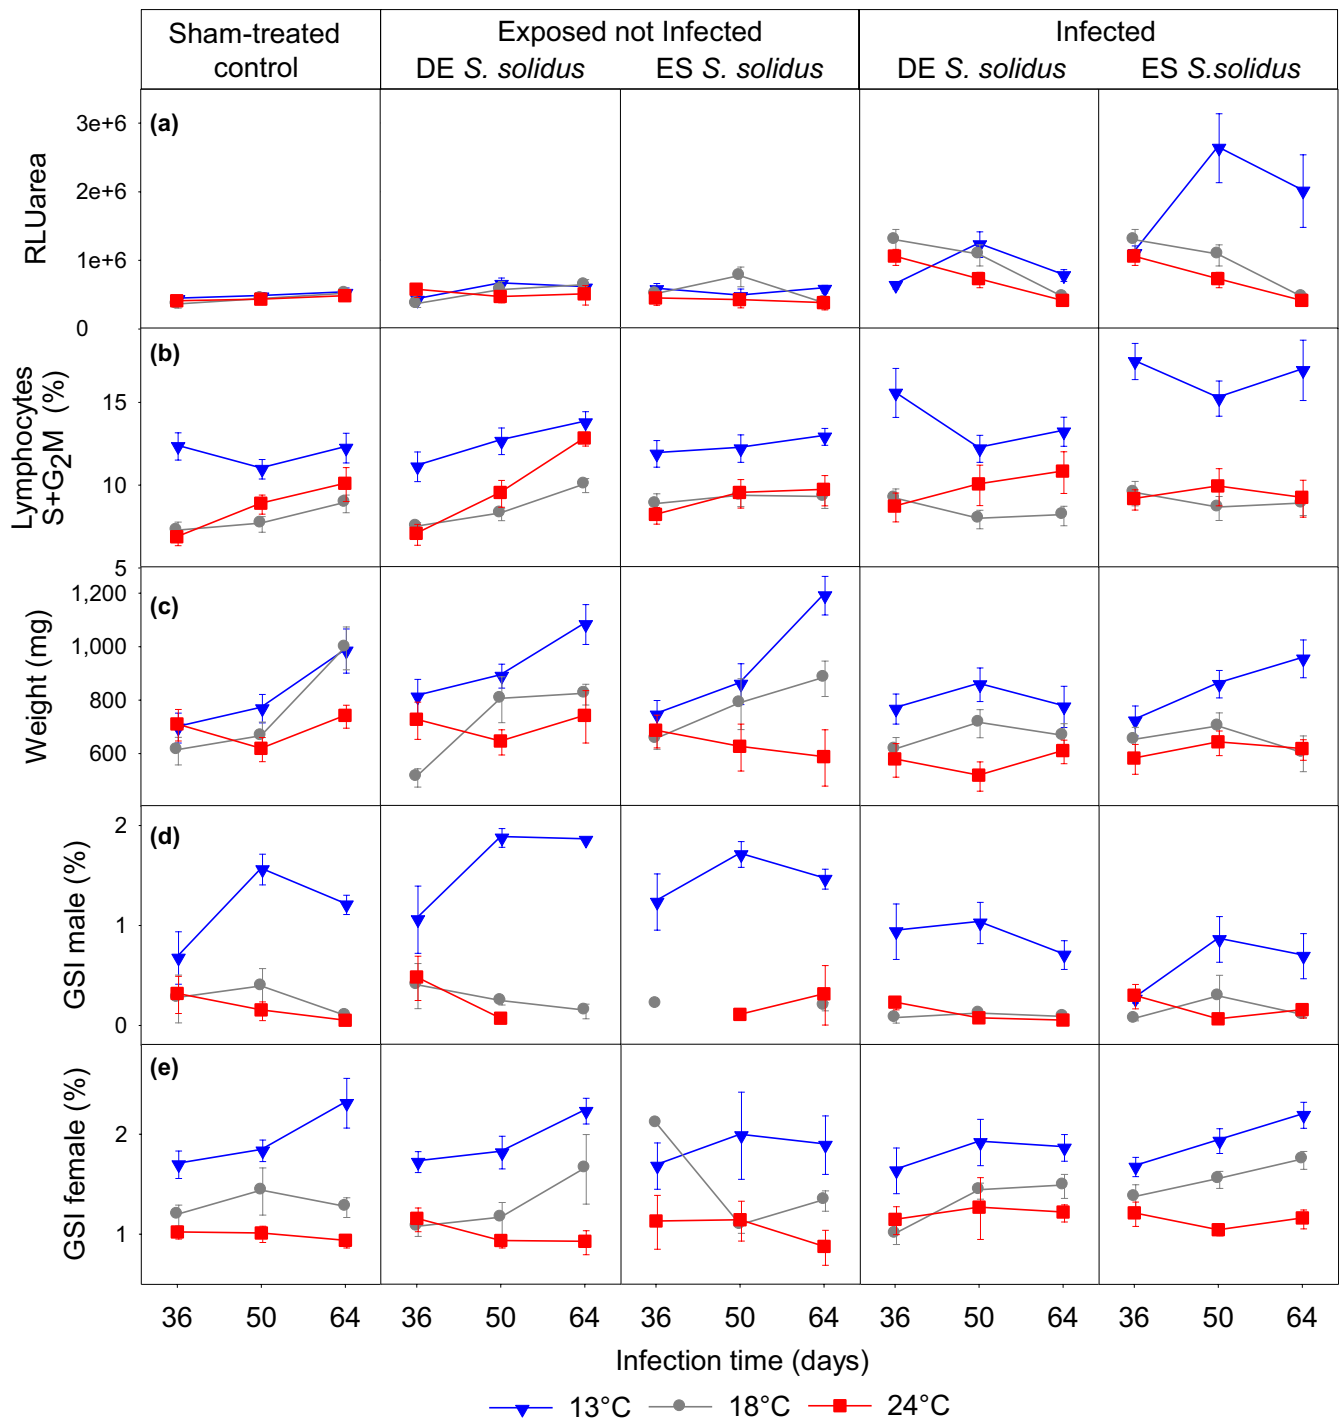 Sham-treated control
Exposed not Infected
Infected
DE S. solidus
ES S. solidus
DE S. solidus
ES S.solidus
(a)
RLUarea
3e+6
2e+6
1e+6
0
(b)
Lymphocytes
S+G2M (%)
15
10
5
(c)
Weight (mg)
1,200
1,000
800
600
(d)
GSI male (%)
2
1
0
(e)
GSI female (%)
2
1
36 50 64 36 50 64 36 50 64 36 50 64 36 50 64
Infection time (days)
13°C 18°C 24°C